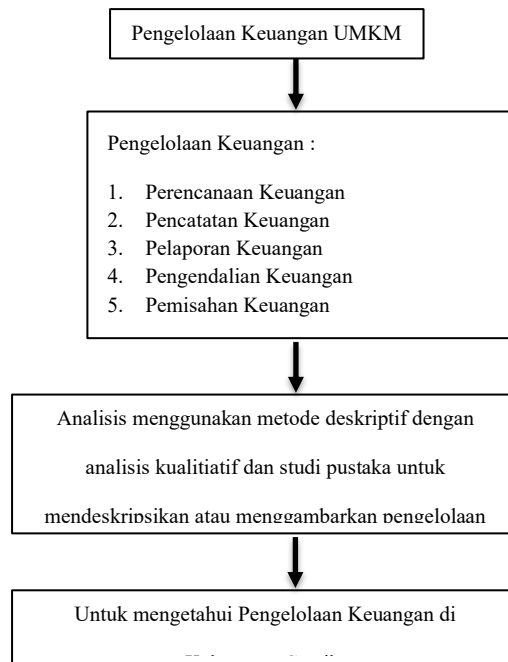 Pengelolaan Keuangan UMKM
Pengelolaan Keuangan :
1. Perencanaan Keuangan
2. Pencatatan Keuangan
3. Pelaporan Keuangan
4. Pengendalian Keuangan
5. Pemisahan Keuangan
Analisis menggunakan metode deskriptif dengan
analisis kualitiatif dan studi pustaka untuk
mendeskripsikan atau menggambarkan pengelolaan
Untuk mengetahui Pengelolaan Keuangan di